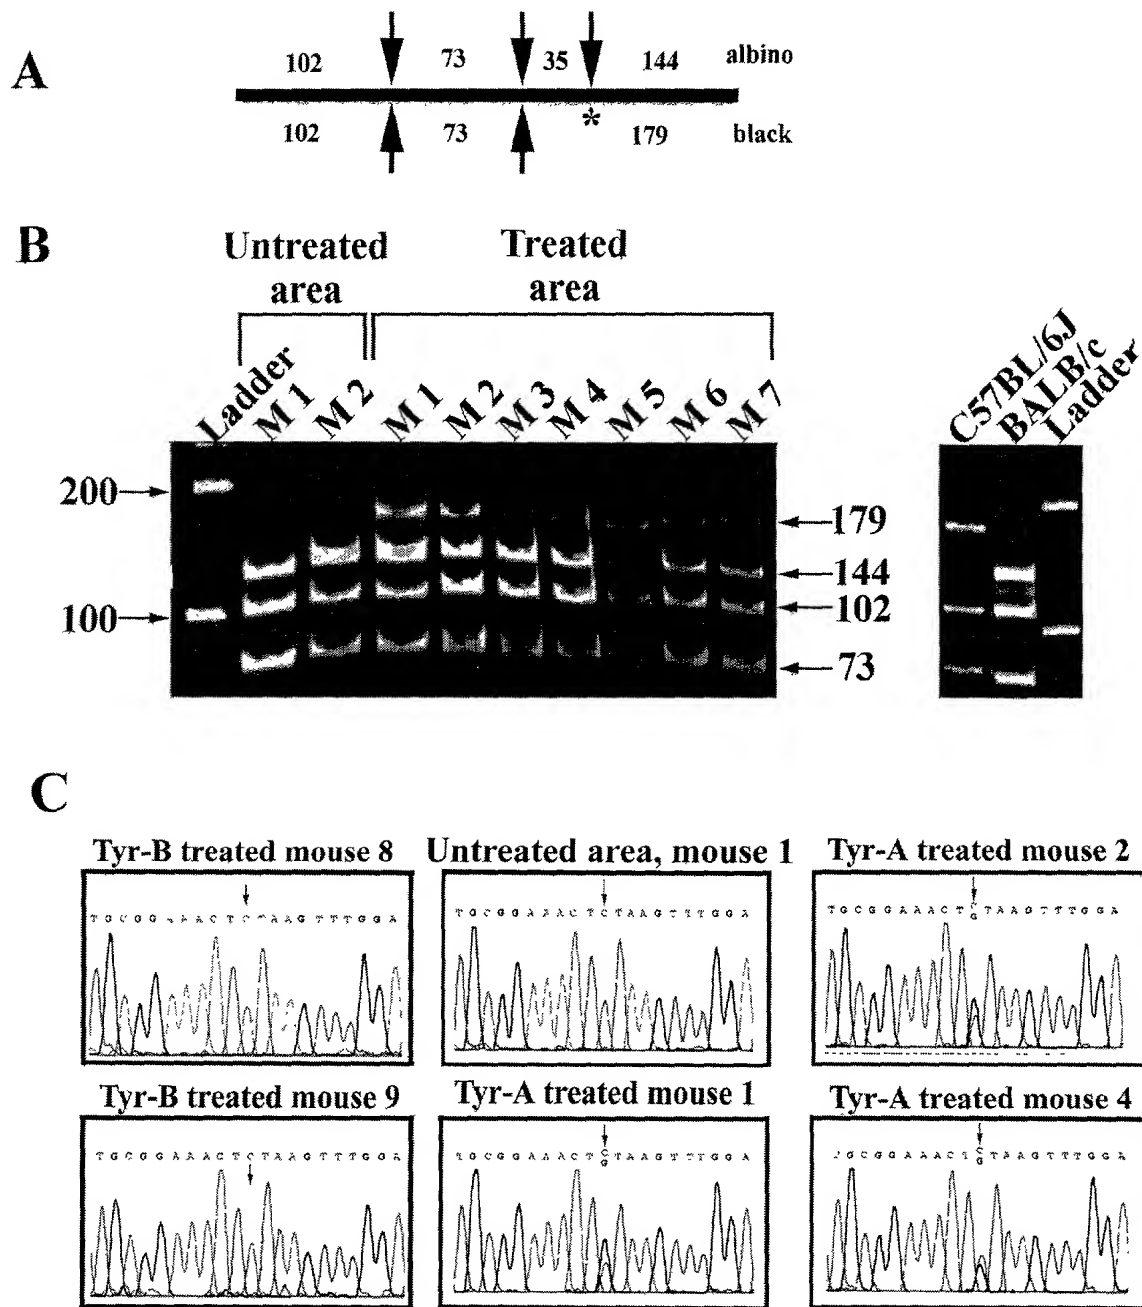 A
102 73 35 144 albino
102 73 * 179 black
B
Untreated area
Treated area
Ladder M 1 M 2 M 1 M 2 M 3 M 4 M 5 M 6 M 7
C57BL/6J BALB/c Ladder
200
100
179
144
102
73
C
Tyr-B treated mouse 8
TGCGGAAACTCTAAGTTTGGA
Untreated area, mouse 1
TGCGGAAACTCTAAGTTTGGA
Tyr-A treated mouse 2
C
TGCGGAAACTGTAAGTTTGGA
Tyr-B treated mouse 9
TGCGGAAACTCTAAGTTTGGA
Tyr-A treated mouse 1
C
TGCGGAAACTGTAAGTTTGGA
Tyr-A treated mouse 4
C
GCGGAAACTGTAAGTTTGGA